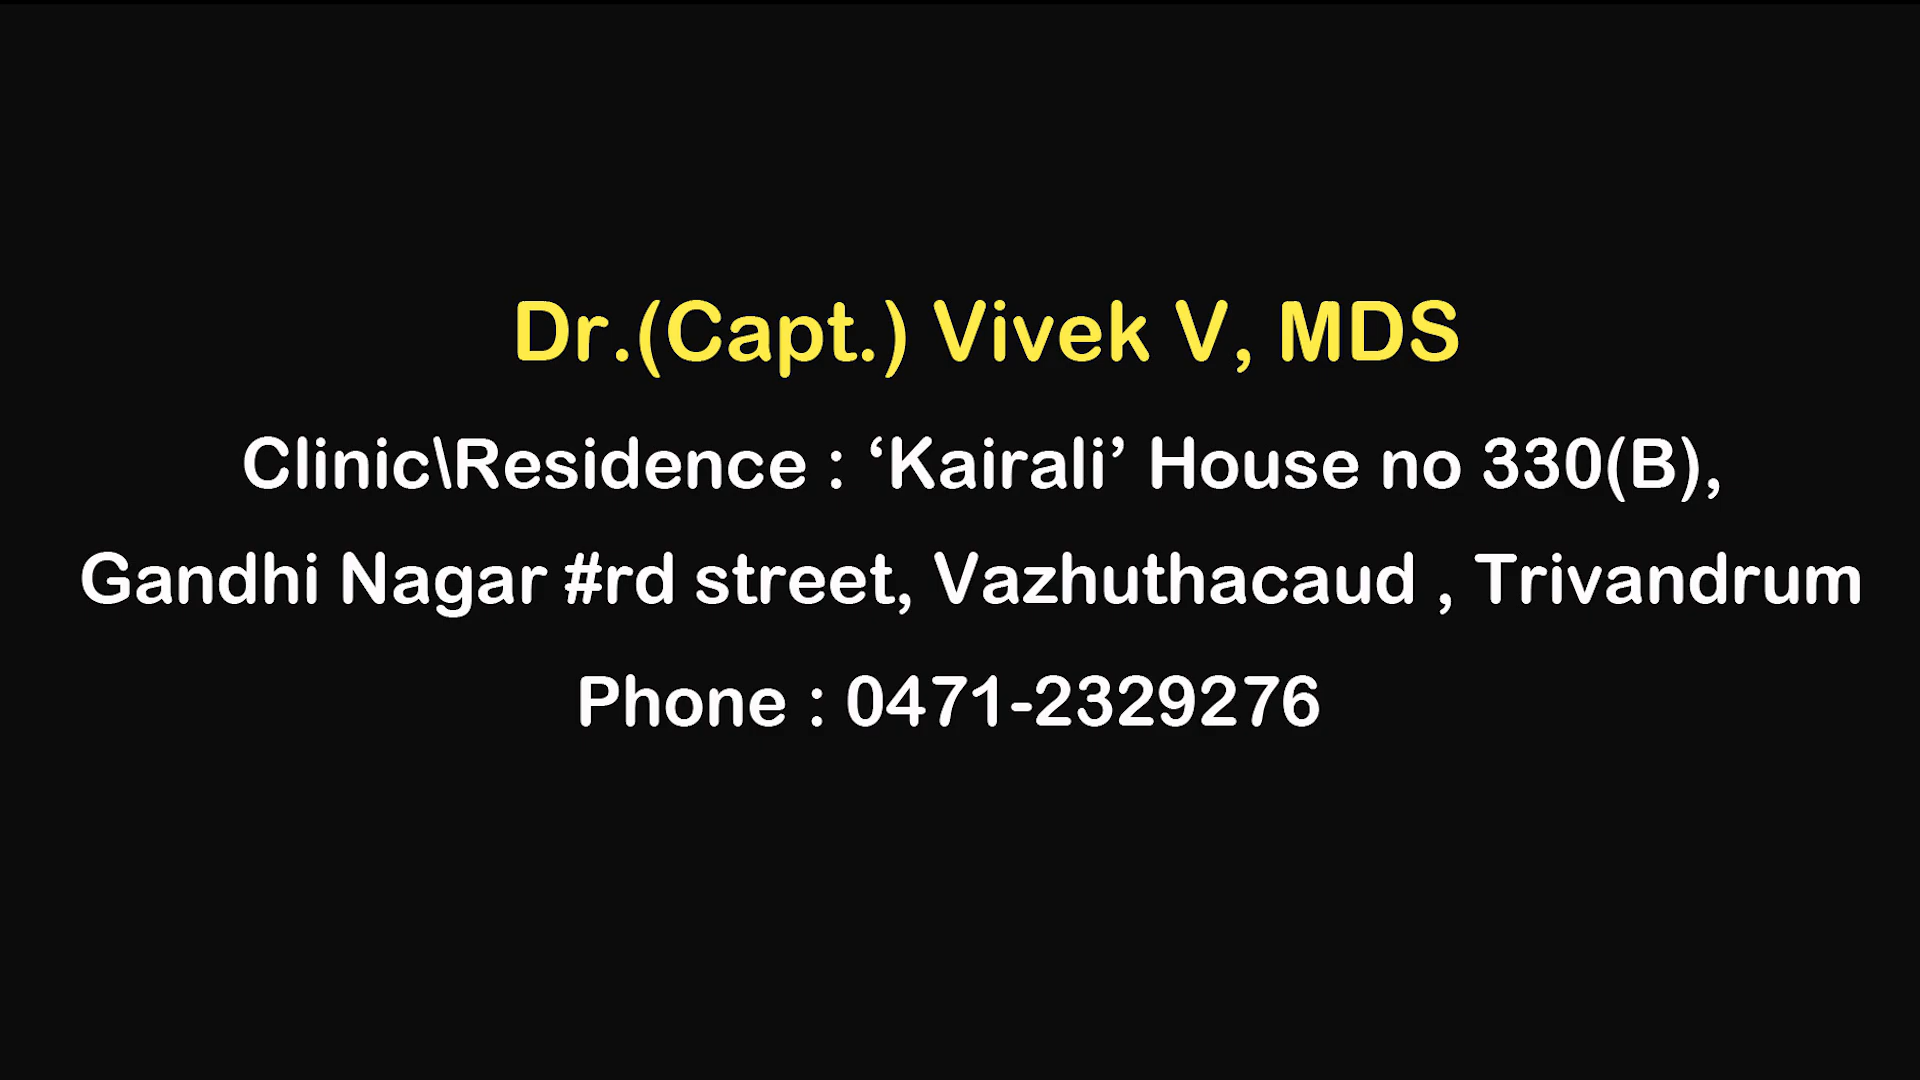 Dr.(Capt.) Vivek V, MDS
Clinic\Residence : ‘Kairali’ House no 330(B),
Gandhi Nagar #rd street, Vazhuthacaud , Trivandrum
Phone : 0471-2329276